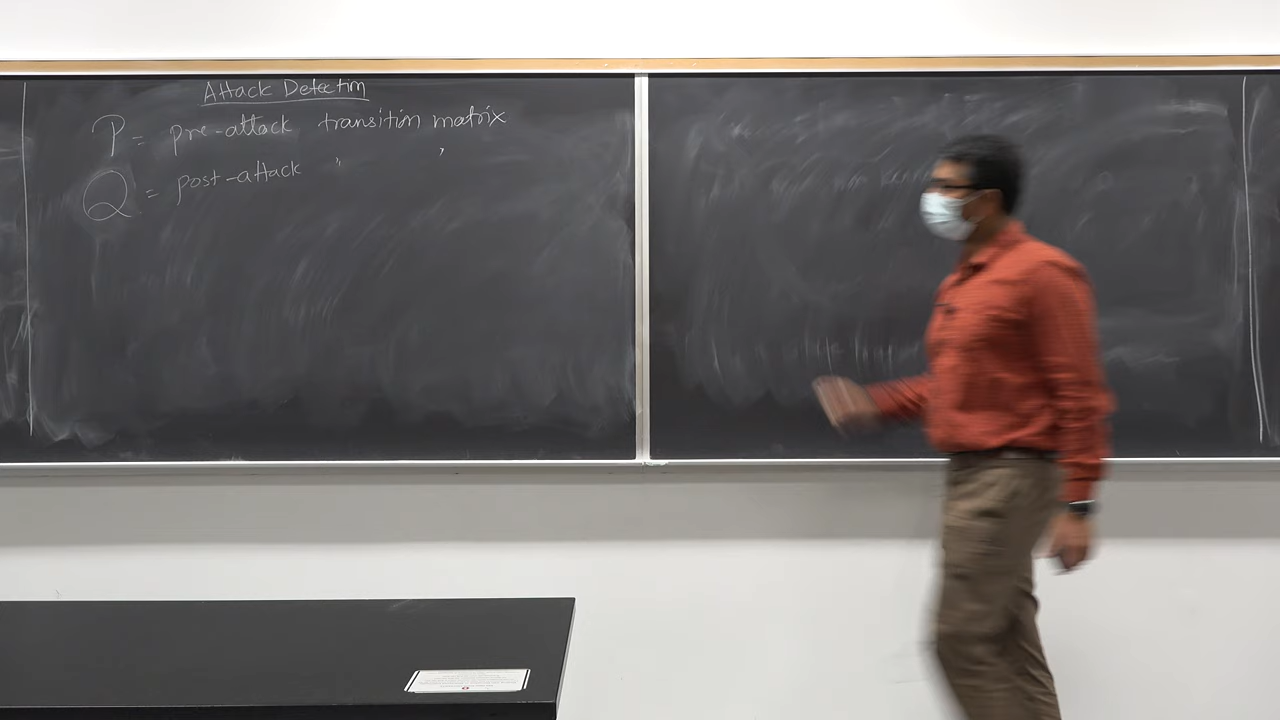 Attack Detection
P = pre-attack transition matrix
Q = post-attack " "